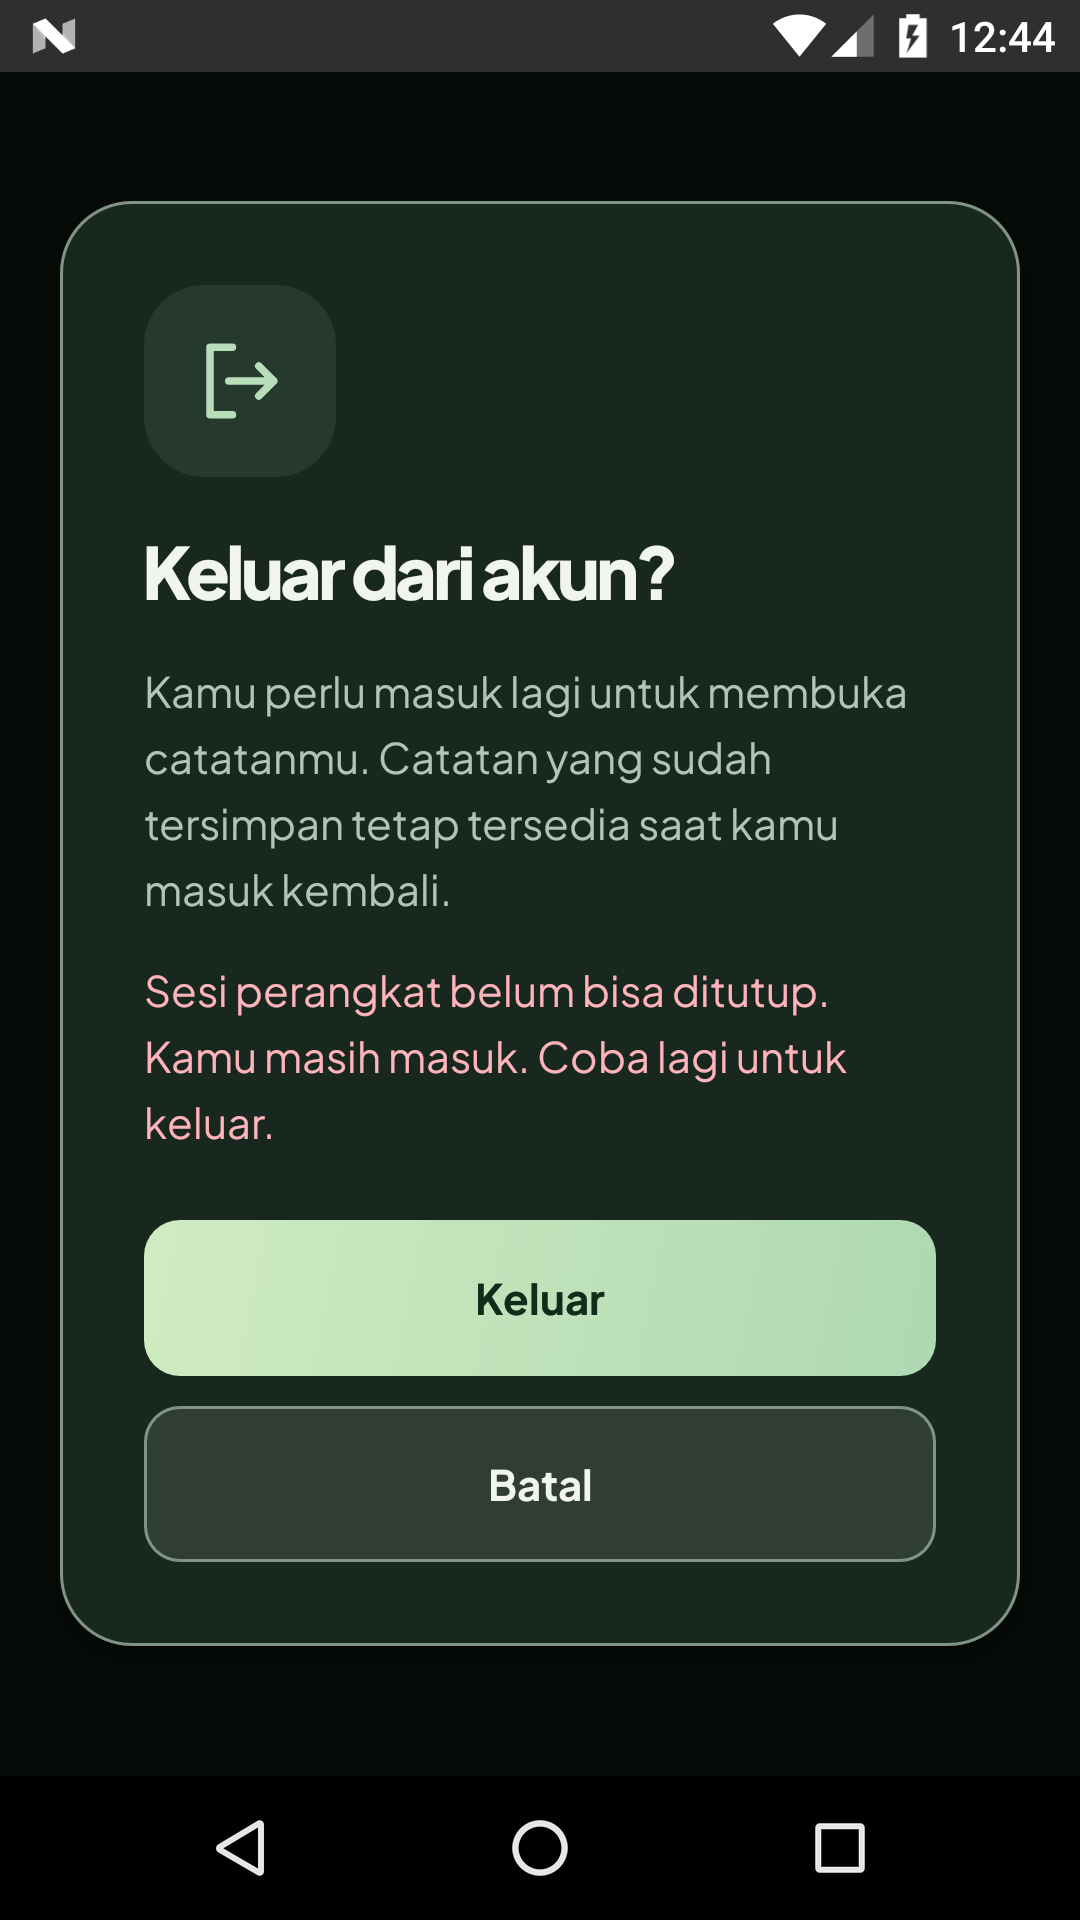 12:44
Keluar dari akun?
Kamu perlu masuk lagi untuk membuka
catatanmu. Catatan yang sudah
tersimpan tetap tersedia saat kamu
masuk kembali.
Sesi perangkat belum bisa ditutup.
Kamu masih masuk. Coba lagi untuk
keluar.
Keluar
Batal